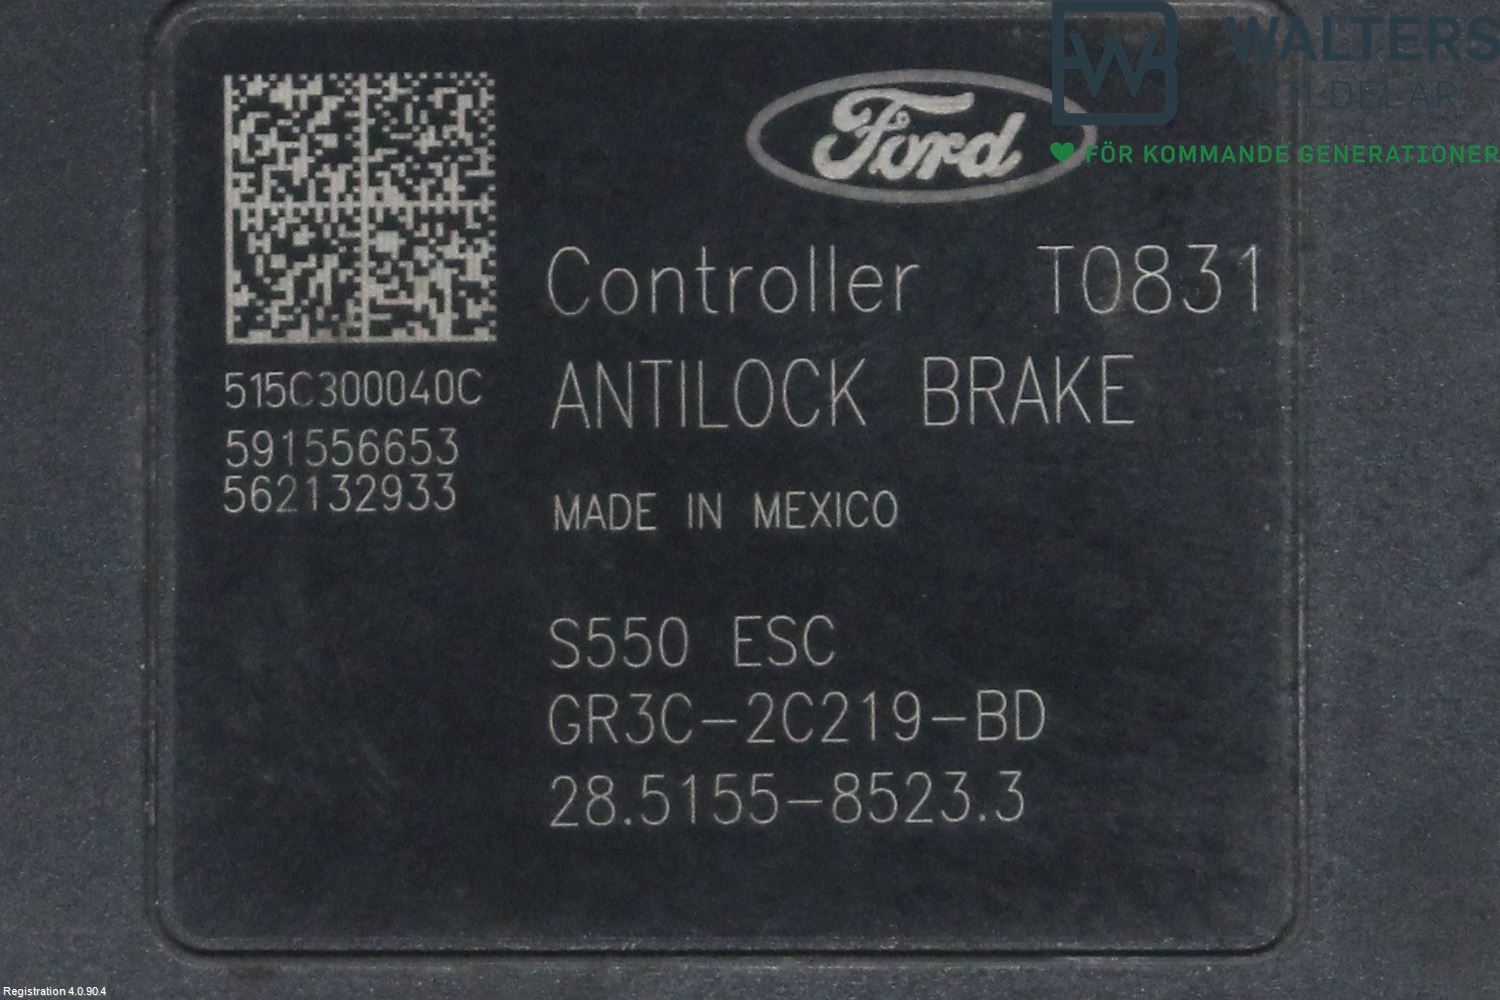 WALTERS
BILDELAR
FÖR KOMMANDE GENERATIONER
Ford
Controller T0831
ANTILOCK BRAKE
515C300040C
591556653
562132933
MADE IN MEXICO
S550 ESC
GR3C-2C219-BD
28.5155-8523.3
Registration 4.0.90.4